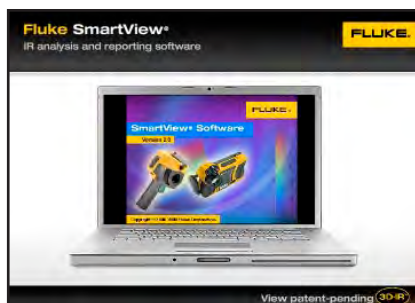 Fluke SmartView®
IR analysis and reporting software
FLUKE®
FLUKE®
SmartView® Software
View patent-pending 3D-IR